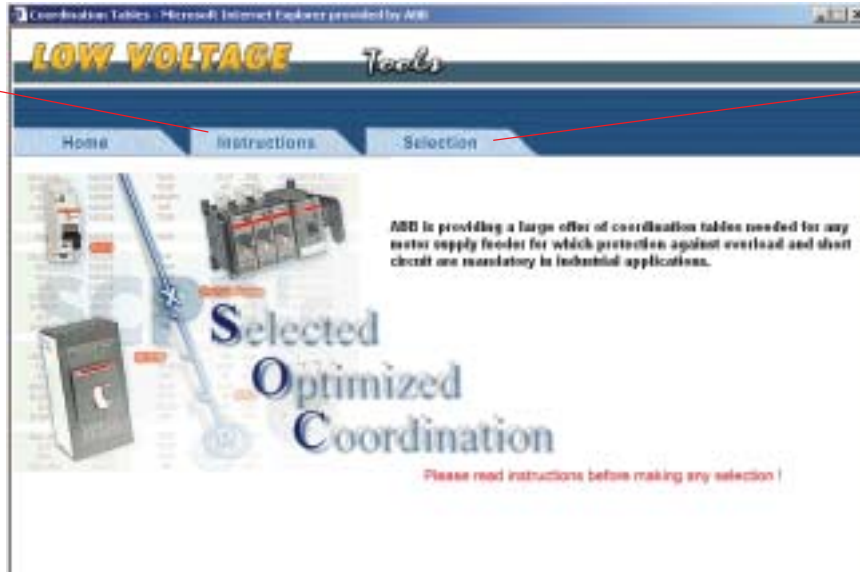 Coordination Tables - Microsoft Internet Explorer provided by ABB
LOW VOLTAGE Tools
Home Instructions Selection
ABB is providing a large offer of coordination tables needed for any
motor supply feeder for which protection against overload and short
circuit are mandatory in industrial applications.
Selected
Optimized
Coordination
Please read instructions before making any selection !